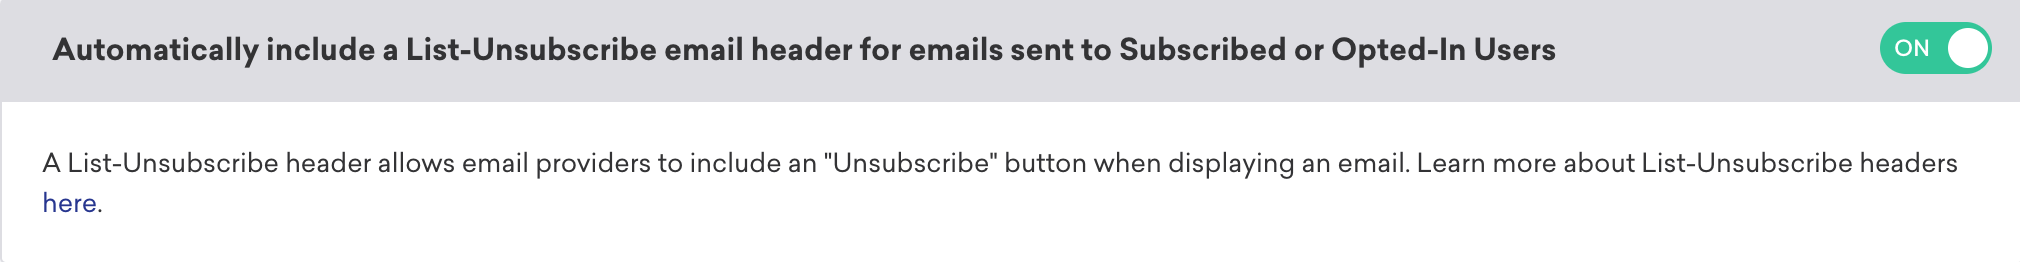 Automatically include a List-Unsubscribe email header for emails sent to Subscribed or Opted-In Users
ON
A List-Unsubscribe header allows email providers to include an "Unsubscribe" button when displaying an email. Learn more about List-Unsubscribe headers
here.